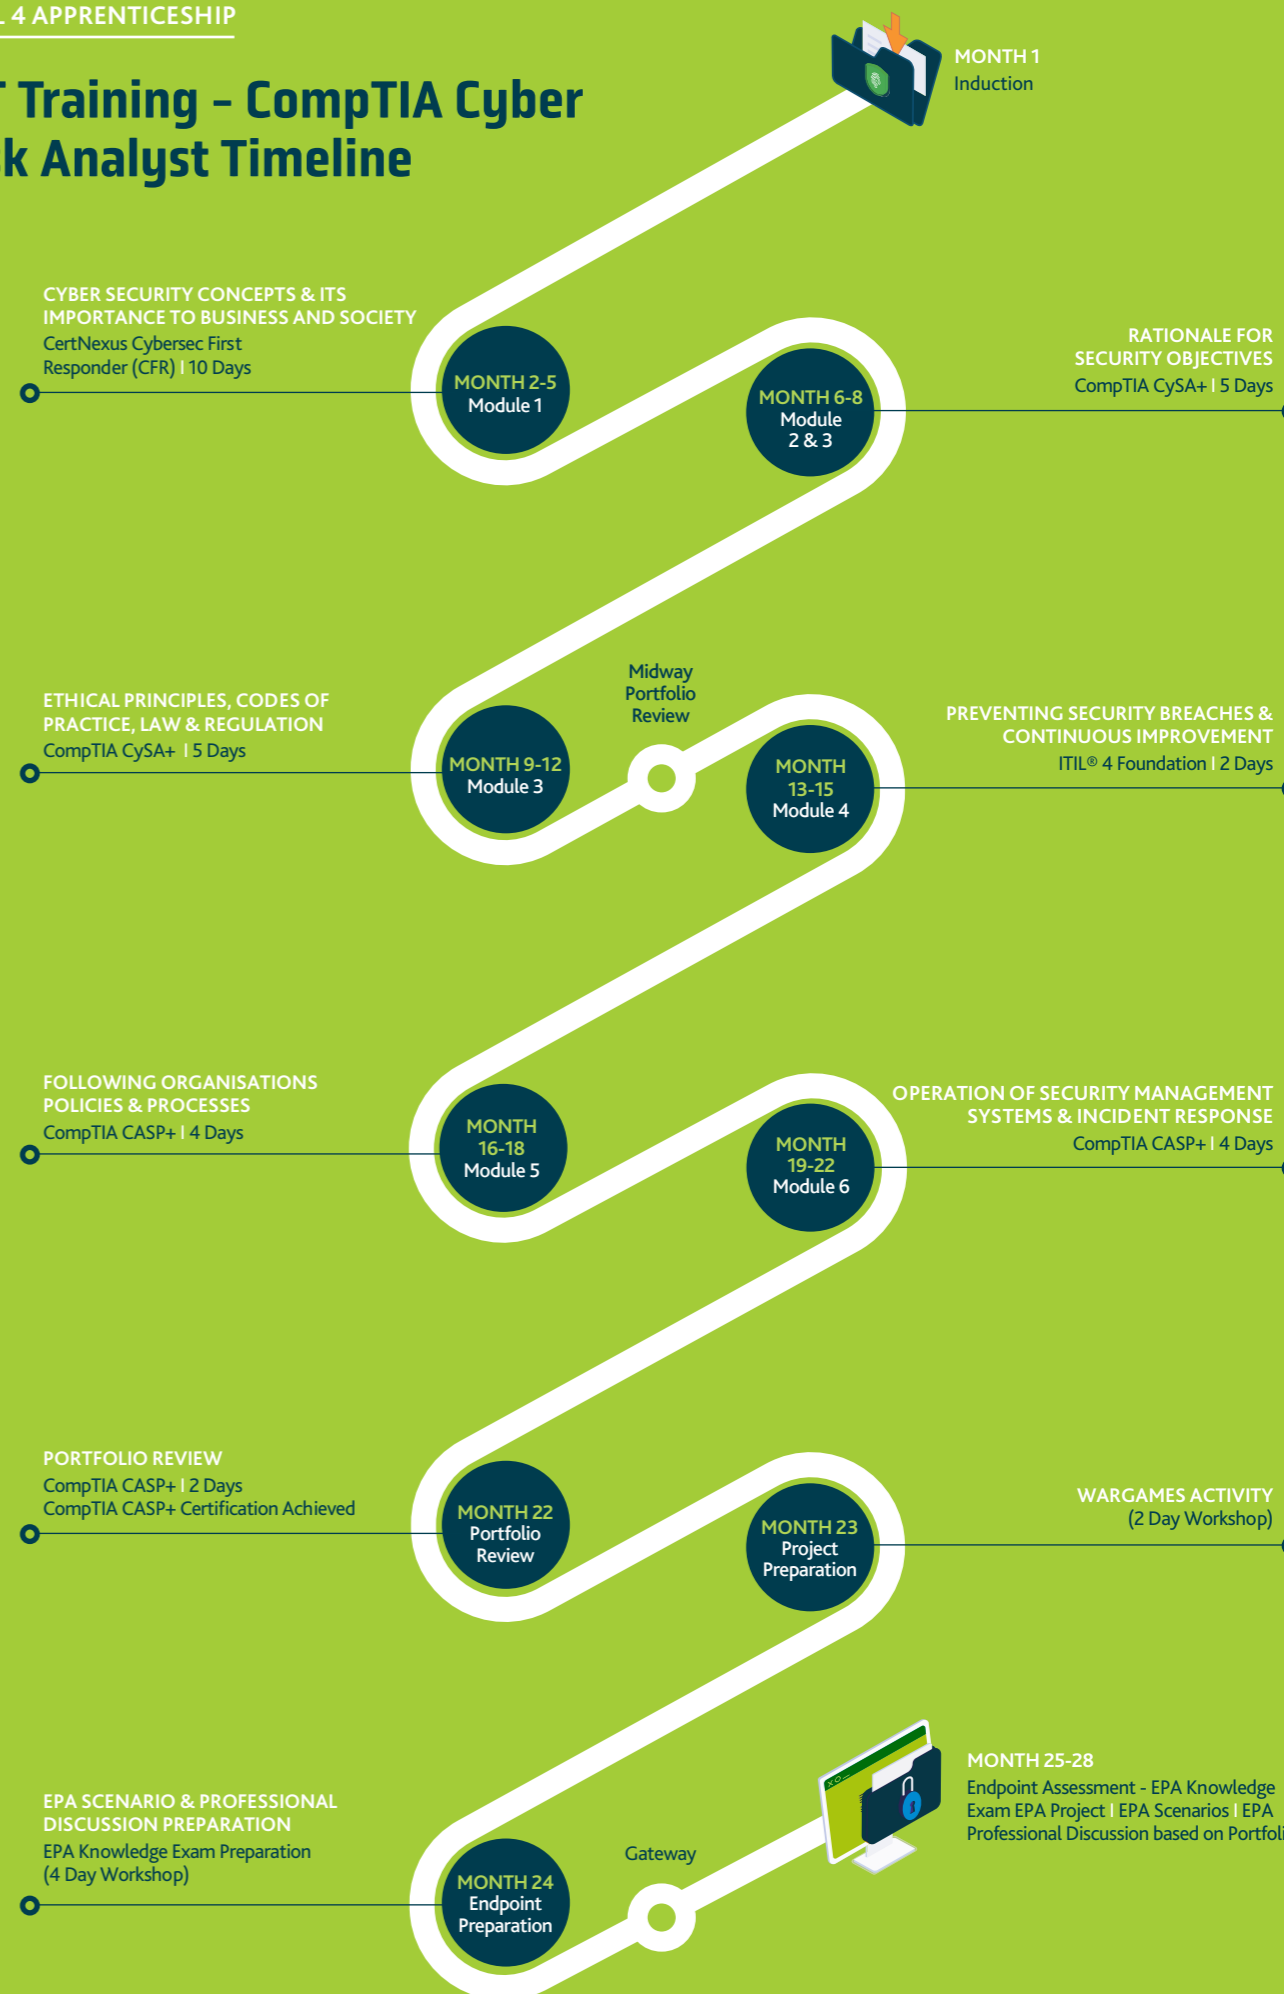 L 4 APPRENTICESHIP
T Training – CompTIA Cyber
k Analyst Timeline
MONTH 1
Induction
CYBER SECURITY CONCEPTS & ITS
IMPORTANCE TO BUSINESS AND SOCIETY
CertNexus Cybersec First
Responder (CFR) | 10 Days
MONTH 2-5
Module 1
MONTH 6-8
Module
2 & 3
RATIONALE FOR
SECURITY OBJECTIVES
CompTIA CySA+ | 5 Days
ETHICAL PRINCIPLES, CODES OF
PRACTICE, LAW & REGULATION
CompTIA CySA+ | 5 Days
MONTH 9-12
Module 3
Midway
Portfolio
Review
MONTH
13-15
Module 4
PREVENTING SECURITY BREACHES &
CONTINUOUS IMPROVEMENT
ITIL® 4 Foundation | 2 Days
FOLLOWING ORGANISATIONS
POLICIES & PROCESSES
CompTIA CASP+ | 4 Days
MONTH
16-18
Module 5
MONTH
19-22
Module 6
OPERATION OF SECURITY MANAGEMENT
SYSTEMS & INCIDENT RESPONSE
CompTIA CASP+ | 4 Days
PORTFOLIO REVIEW
CompTIA CASP+ | 2 Days
CompTIA CASP+ Certification Achieved
MONTH 22
Portfolio
Review
MONTH 23
Project
Preparation
WARGAMES ACTIVITY
(2 Day Workshop)
EPA SCENARIO & PROFESSIONAL
DISCUSSION PREPARATION
EPA Knowledge Exam Preparation
(4 Day Workshop)
MONTH 24
Endpoint
Preparation
Gateway
MONTH 25-28
Endpoint Assessment - EPA Knowledge
Exam EPA Project | EPA Scenarios | EPA
Professional Discussion based on Portfoli